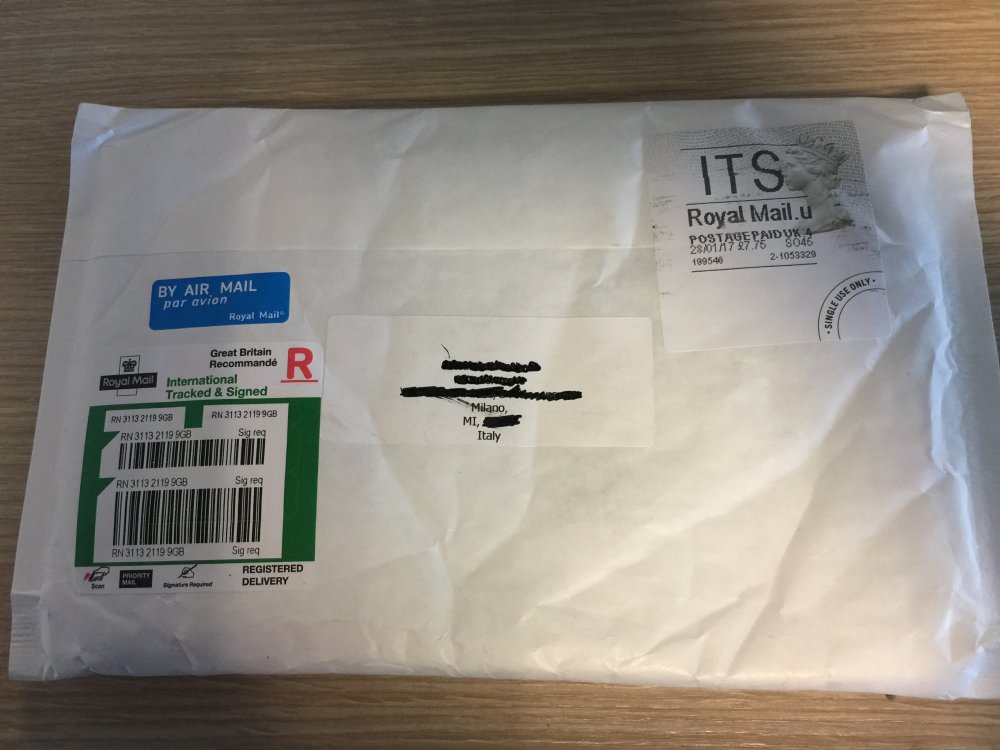 ITS
Royal Mail.u
POSTAGE PAID UK
28/01/17 £7.75 SO45
199546 2-1053329
• SINGLE USE ONLY •
BY AIR MAIL
par avion
Royal Mail®
Royal Mail
Great Britain
Recommandé
R
International
Tracked & Signed
RN 3113 2119 9GB
RN 3113 2119 9GB
RN 3113 2119 9GB Sig req
RN 3113 2119 9GB Sig req
RN 3113 2119 9GB Sig req
Scan
PRIORITY
MAIL
Signature Required
REGISTERED
DELIVERY
Milano,
MI,
Italy